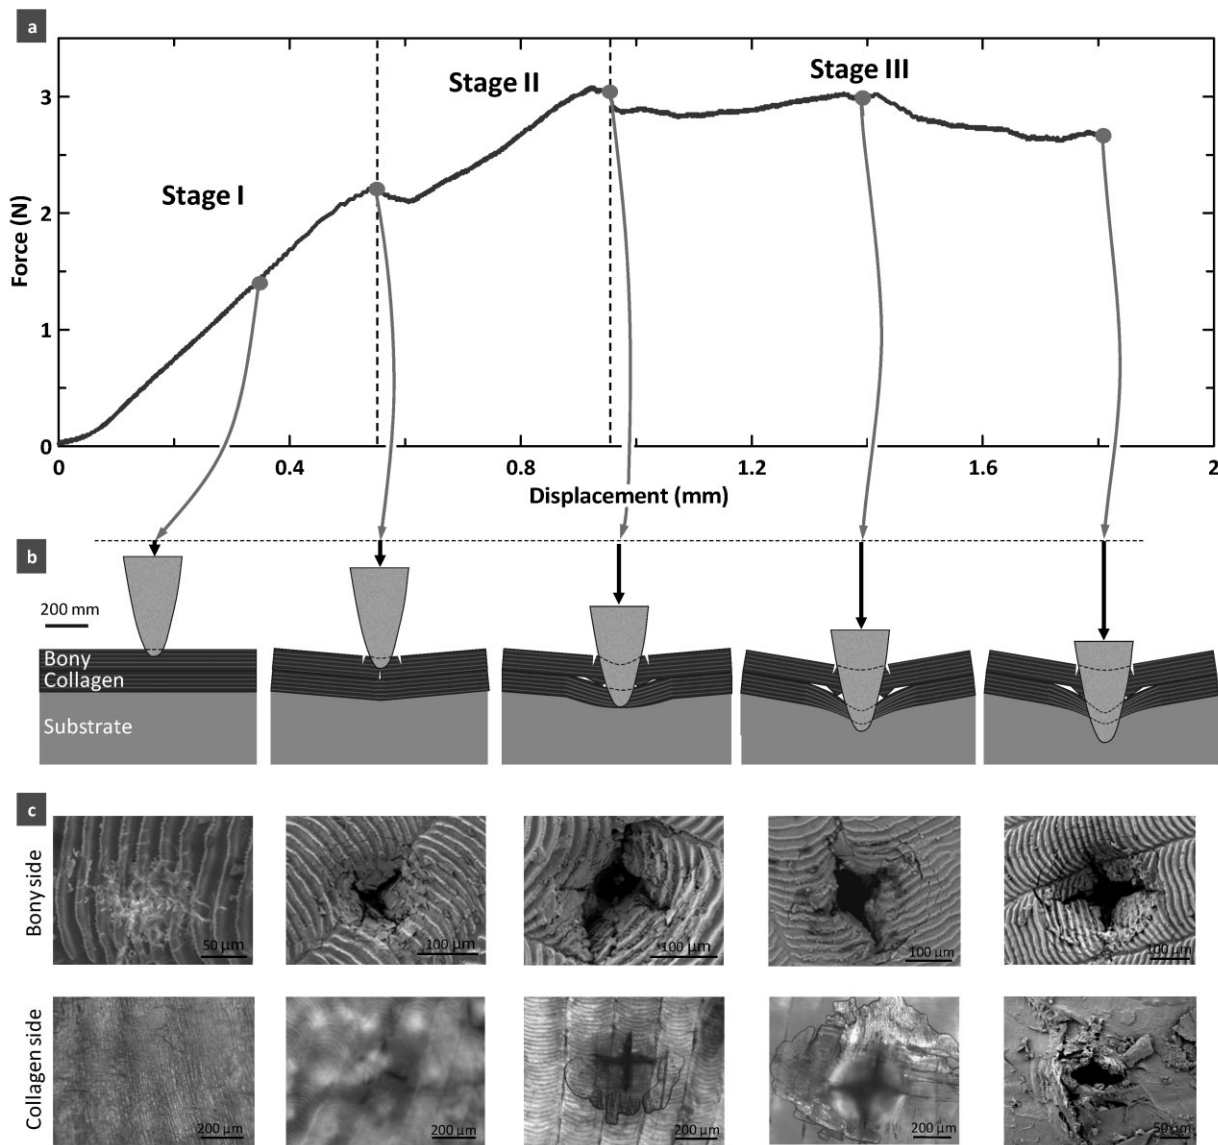 a
Stage I
Stage II
Stage III
Force (N)
3
2
1
0
0
0.4
0.8
1.2
1.6
2
Displacement (mm)
b
200 mm
Bony
Collagen
Substrate
c
Bony side
50 μm
100 μm
100 μm
100 μm
100 μm
Collagen side
200 μm
200 μm
200 μm
200 μm
50 μm